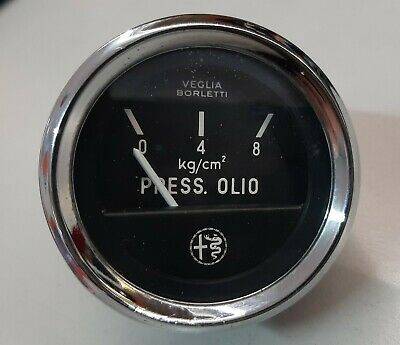 VEGLIA
BORLETTI
0 4 8
kg/cm²
PRESS. OLIO